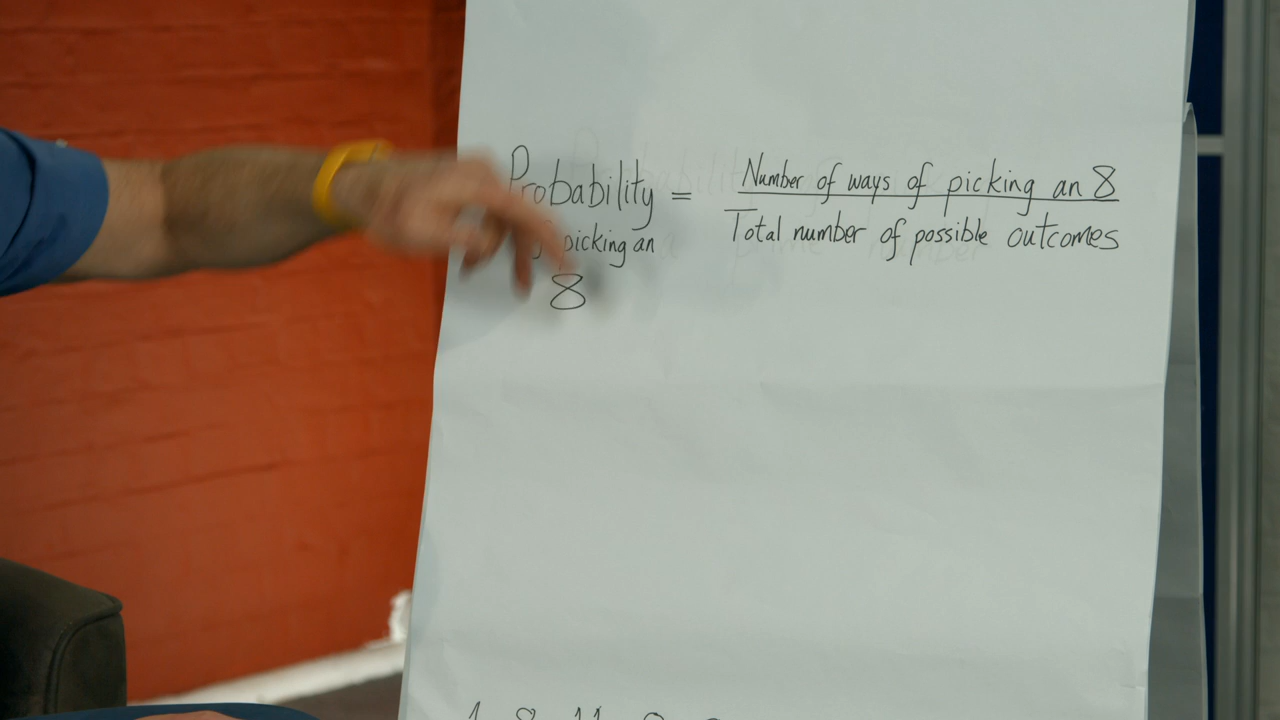 Probability = Number of ways of picking an 8
picking an Total number of possible outcomes
8